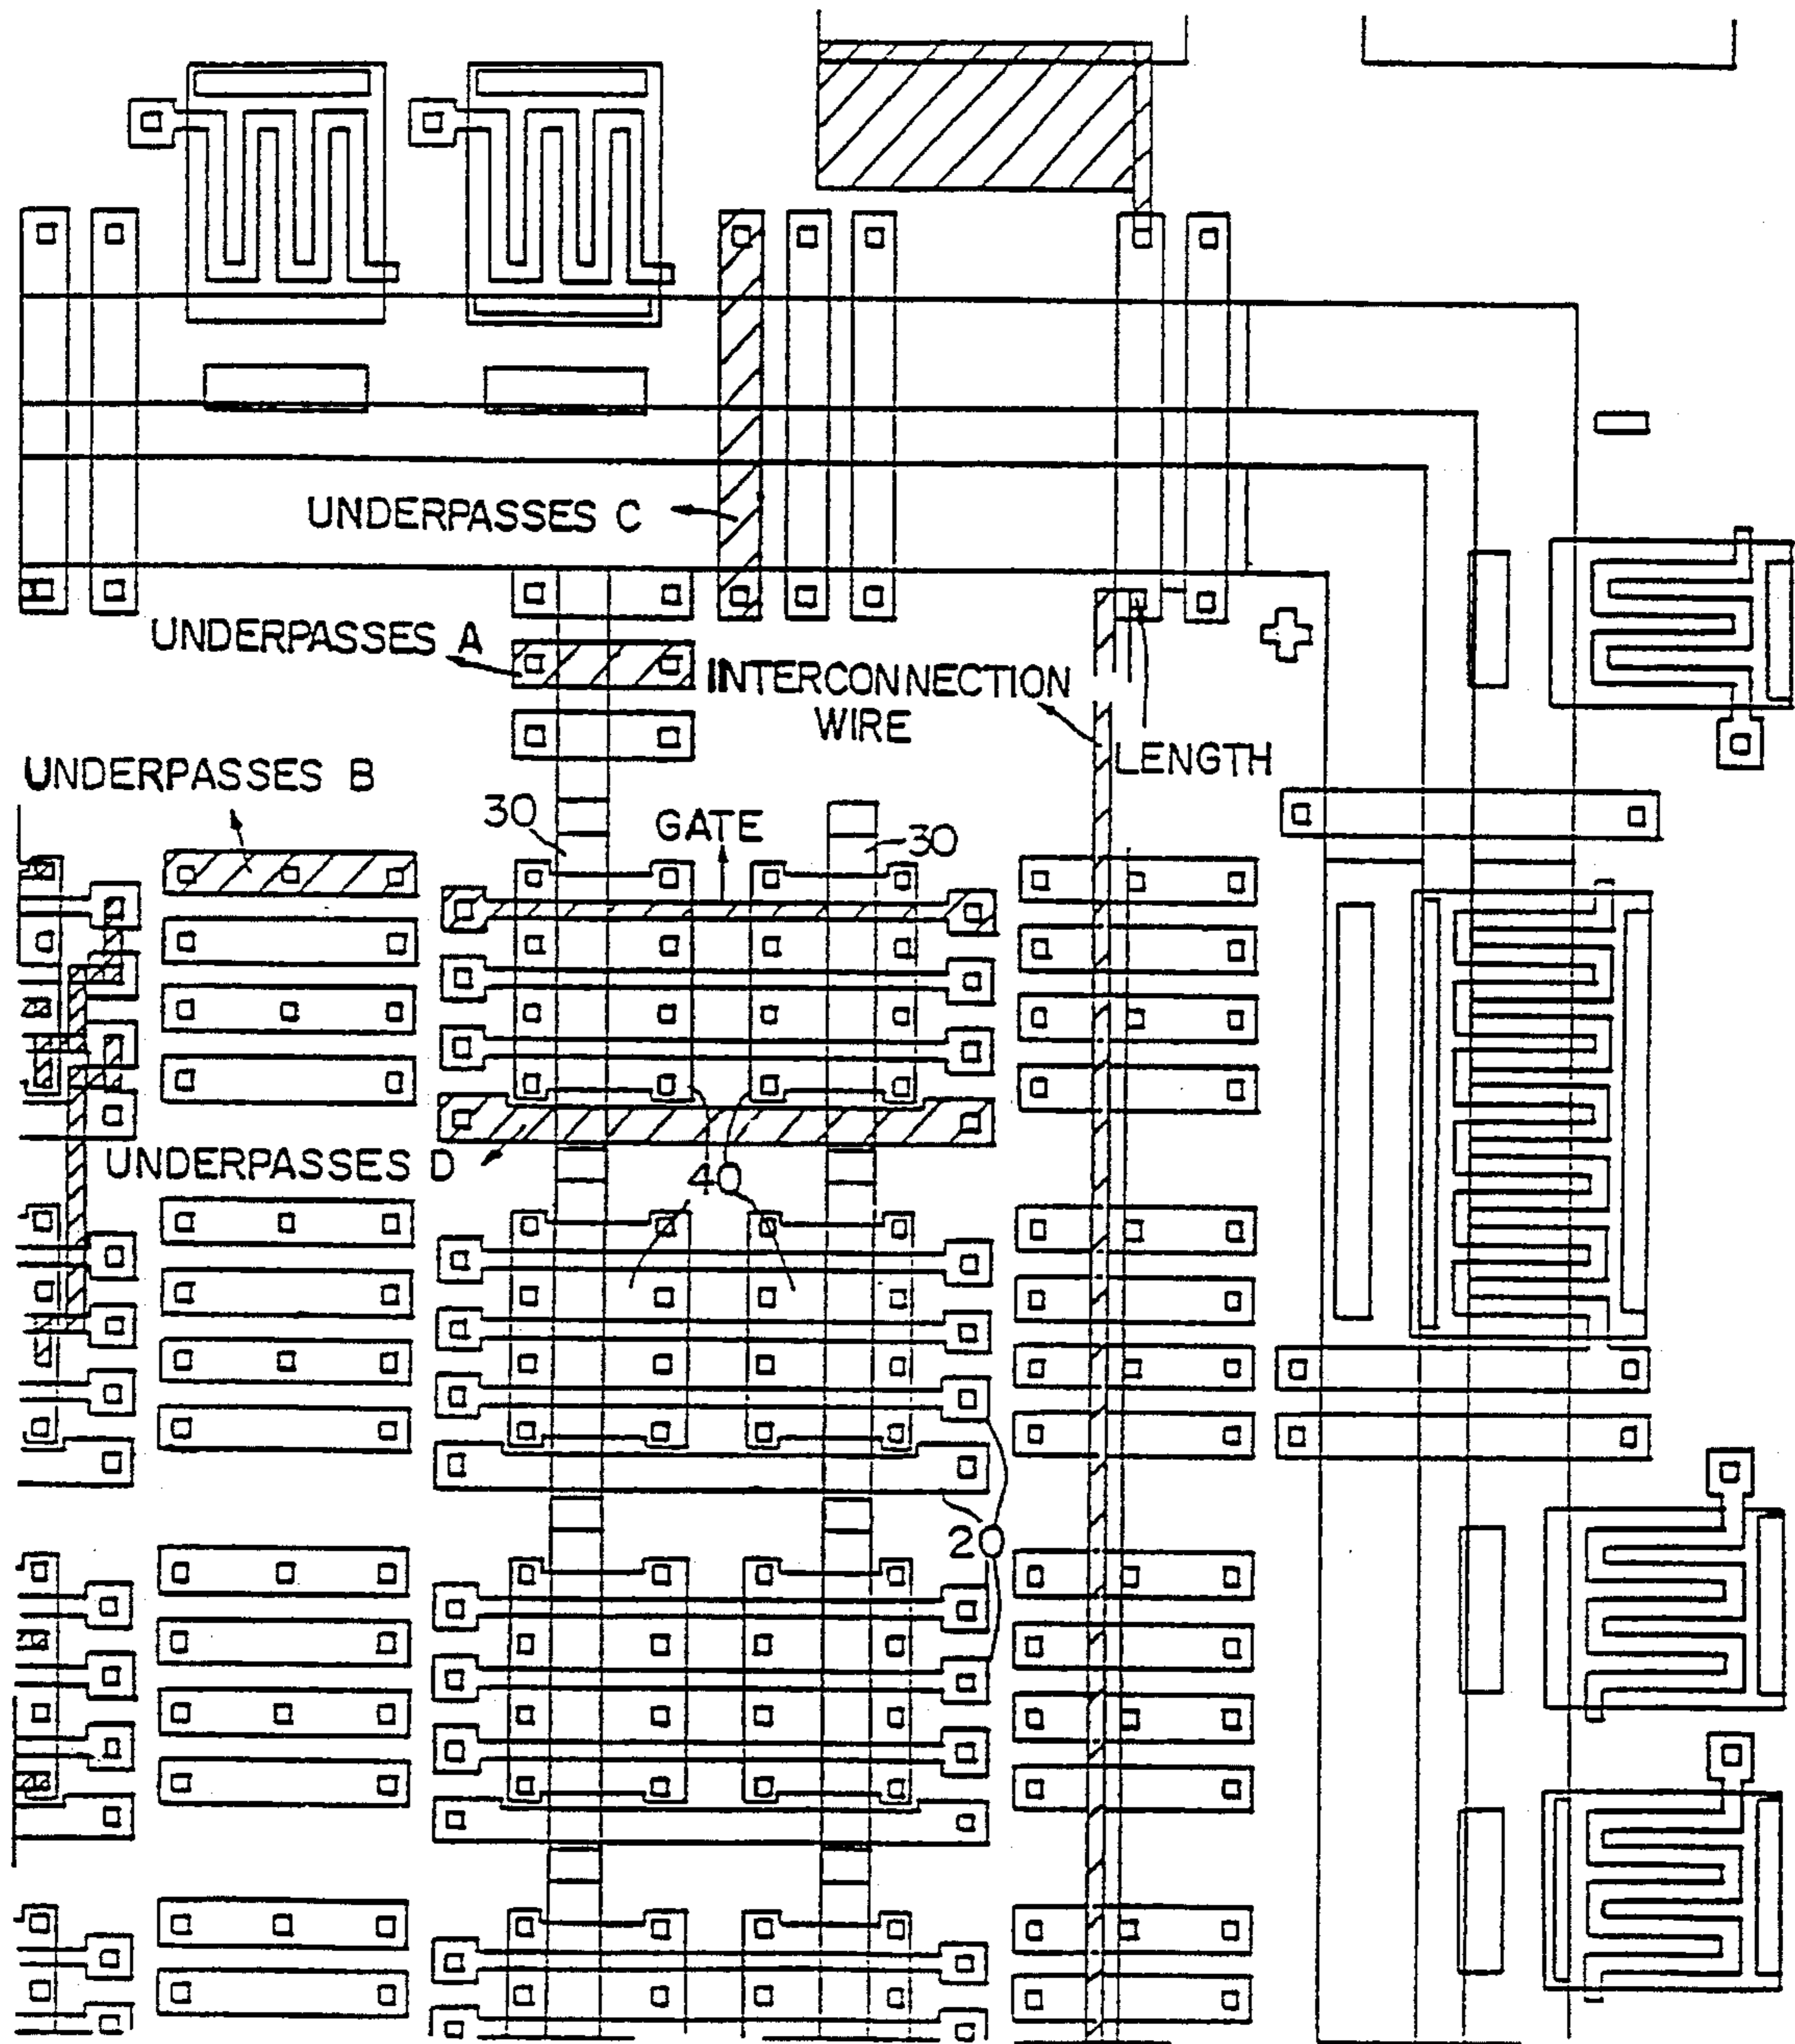 UNDERPASSES C
UNDERPASSES A
INTERCONNECTION
WIRE
LENGTH
UNDERPASSES B
30
GATE
30
UNDERPASSES D
40
20